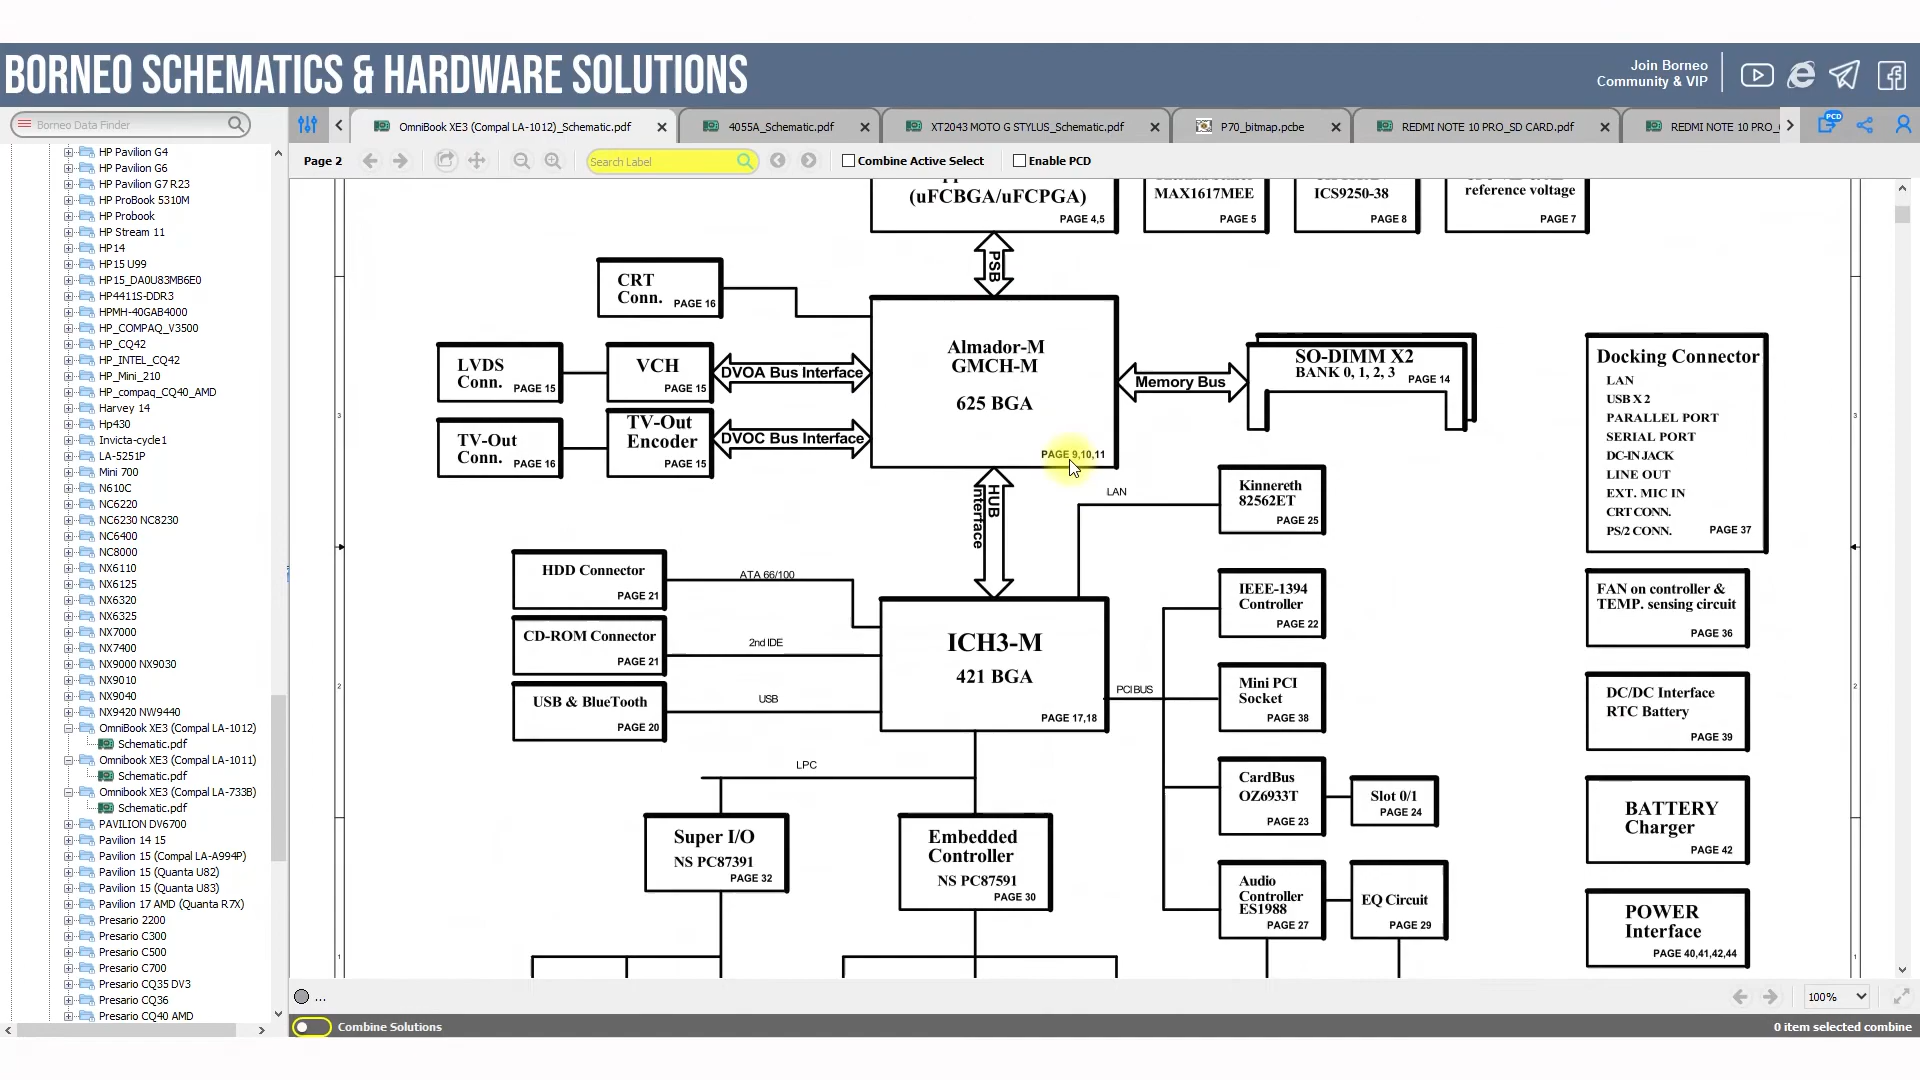 BORNEO SCHEMATICS & HARDWARE SOLUTIONS
Join Borneo
Community & VIP
Borneo Data Finder
OmniBook XE3 (Compal LA-1012)_Schematic.pdf
4055A_Schematic.pdf
XT2043 MOTO G STYLUS_Schematic.pdf
P70_bitmap.pcbe
REDMI NOTE 10 PRO_SD CARD.pdf
REDMI NOTE 10 PRO_
PCD
Page 2
Search Label
Combine Active Select
Enable PCD
HP Pavilion G4
HP Pavilion G6
HP Pavilion G7 R23
HP ProBook 5310M
HP Probook
HP Stream 11
HP14
HP15 U99
HP15_DA0U83MB6E0
HP4411S-DDR3
HPMH-40GAB4000
HP_COMPAQ_V3500
HP_CQ42
HP_INTEL_CQ42
HP_Mini_210
HP_compaq_CQ40_AMD
Harvey 14
Hp430
Invicta-cycle1
LA-5251P
Mini 700
N610C
NC6220
NC6230 NC8230
NC6400
NC8000
NX6110
NX6125
NX6320
NX6325
NX7000
NX7400
NX9000 NX9030
NX9010
NX9040
NX9420 NW9440
OmniBook XE3 (Compal LA-1012)
Schematic.pdf
Omnibook XE3 (Compal LA-1011)
Schematic.pdf
Omnibook XE3 (Compal LA-733B)
Schematic.pdf
PAVILION DV6700
Pavilion 14 15
Pavilion 15 (Compal LA-A994P)
Pavilion 15 (Quanta U82)
Pavilion 15 (Quanta U83)
Pavilion 17 AMD (Quanta R7X)
Presario 2200
Presario C300
Presario C500
Presario C700
Presario CQ35 DV3
Presario CQ36
Presario CQ40 AMD
(uFCBGA/uFCPGA)
PAGE 4,5
MAX1617MEE
PAGE 5
ICS9250-38
PAGE 8
reference voltage
PAGE 7
PSB
CRT
Conn.
PAGE 16
Almador-M
GMCH-M
625 BGA
PAGE 9,10,11
LVDS
Conn.
PAGE 15
VCH
PAGE 15
DVOA Bus Interface
TV-Out
Conn.
PAGE 16
TV-Out
Encoder
PAGE 15
DVOC Bus Interface
Memory Bus
SO-DIMM X2
BANK 0, 1, 2, 3
PAGE 14
Docking Connector
LAN
USB X 2
PARALLEL PORT
SERIAL PORT
DC-IN JACK
LINE OUT
EXT. MIC IN
CRT CONN.
PS/2 CONN.
PAGE 37
HUB
Interface
LAN
Kinnereth
82562ET
PAGE 25
HDD Connector
PAGE 21
ATA 66/100
CD-ROM Connector
PAGE 21
2nd IDE
USB & BlueTooth
PAGE 20
USB
ICH3-M
421 BGA
PAGE 17,18
PCI BUS
IEEE-1394
Controller
PAGE 22
Mini PCI
Socket
PAGE 38
CardBus
OZ6933T
PAGE 23
Slot 0/1
PAGE 24
Audio
Controller
ES1988
PAGE 27
EQ Circuit
PAGE 29
FAN on controller &
TEMP. sensing circuit
PAGE 36
DC/DC Interface
RTC Battery
PAGE 39
BATTERY
Charger
PAGE 42
POWER
Interface
PAGE 40,41,42,44
LPC
Super I/O
NS PC87391
PAGE 32
Embedded
Controller
NS PC87591
PAGE 30
3
3
2
2
1
1
...
100%
Combine Solutions
0 item selected combine